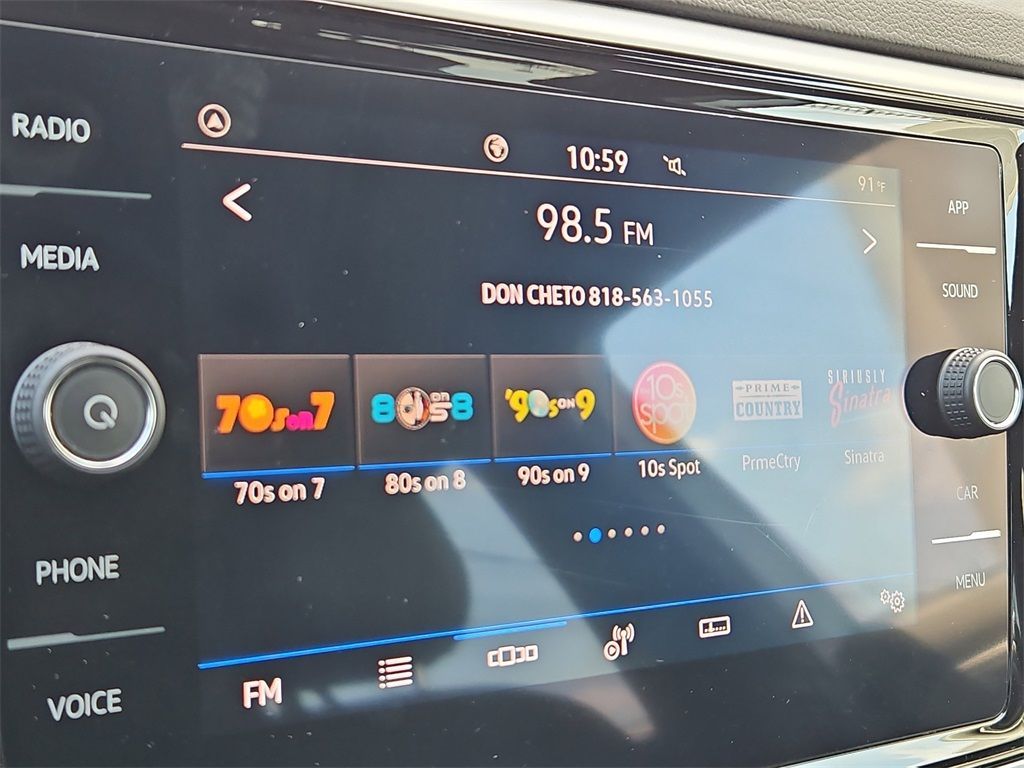 RADIO
MEDIA
PHONE
VOICE
10:59
91°F
98.5 FM
DON CHETO 818-563-1055
70s on 7
80s on 8
'90s ON 9
10s spot
PRIME COUNTRY
SIRIUSLY Sinatra
70s on 7
80s on 8
90s on 9
10s Spot
PrmeCtry
Sinatra
FM
APP
SOUND
CAR
MENU